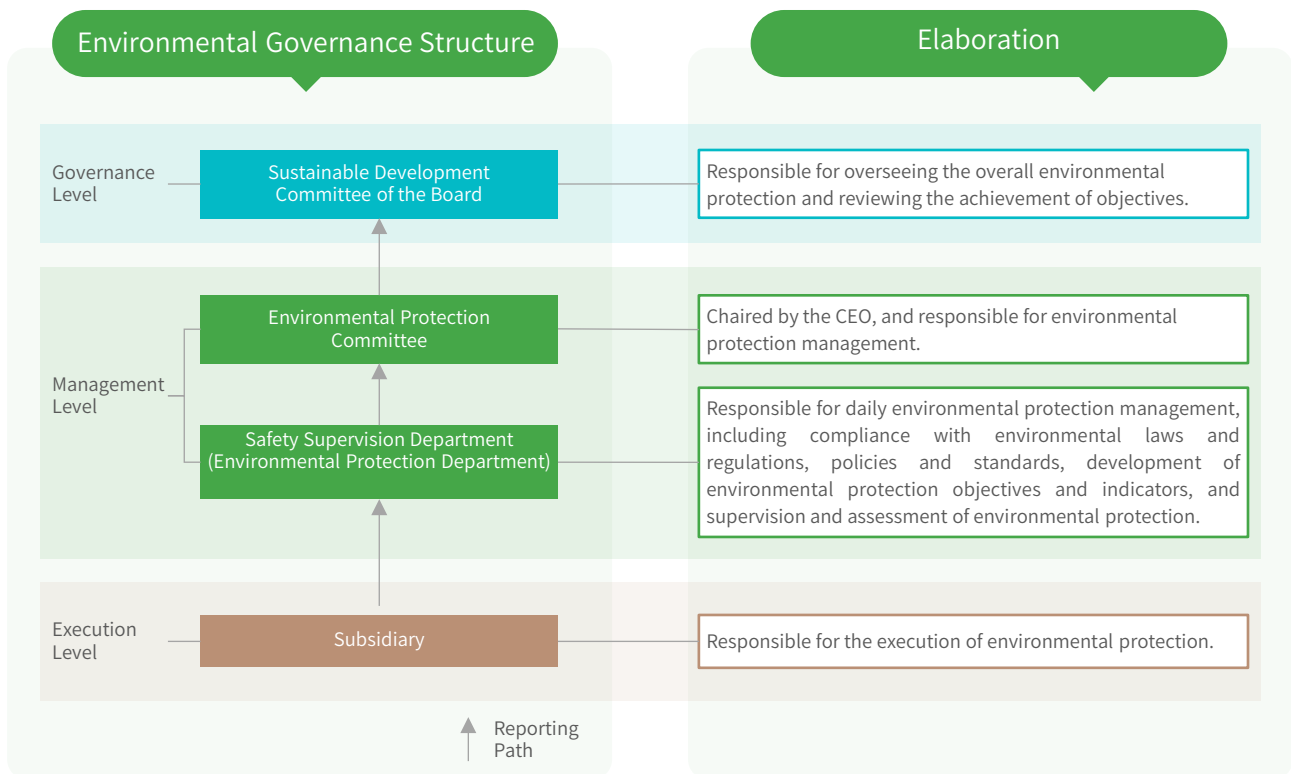 Environmental Governance Structure
Elaboration
Governance
Level
Sustainable Development
Committee of the Board
Responsible for overseeing the overall environmental
protection and reviewing the achievement of objectives.
Management
Level
Environmental Protection
Committee
Chaired by the CEO, and responsible for environmental
protection management.
Safety Supervision Department
(Environmental Protection Department)
Responsible for daily environmental protection management,
including compliance with environmental laws and
regulations, policies and standards, development of
environmental protection objectives and indicators, and
supervision and assessment of environmental protection.
Execution
Level
Subsidiary
Responsible for the execution of environmental protection.
Reporting
Path